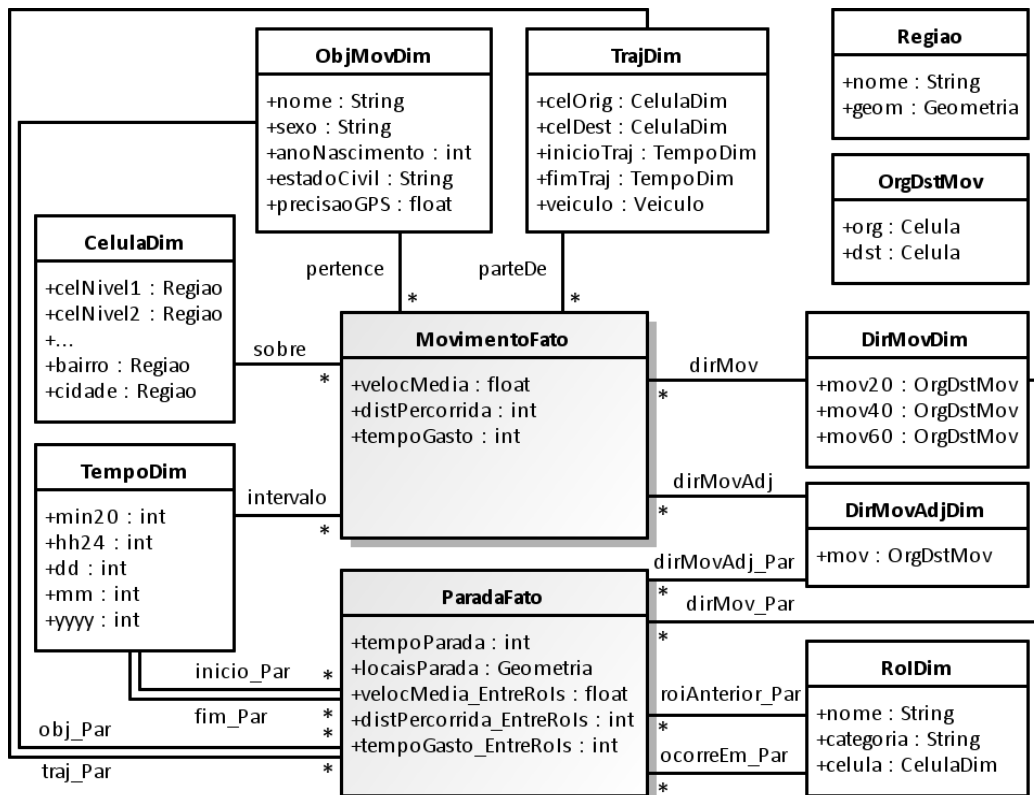 ObjMovDim
+nome : String
+sexo : String
+anoNascimento : int
+estadoCivil : String
+precisaoGPS : float
TrajDim
+celOrig : CelulaDim
+celDest : CelulaDim
+inicioTraj : TempoDim
+fimTraj : TempoDim
+veiculo : Veiculo
Regiao
+nome : String
+geom : Geometria
OrgDstMov
+org : Celula
+dst : Celula
CelulaDim
+celNivel1 : Regiao
+celNivel2 : Regiao
+...
+bairro : Regiao
+cidade : Regiao
pertence
*
parteDe
*
sobre
*
MovimentoFato
+velocMedia : float
+distPercorrida : int
+tempoGasto : int
dirMov
*
DirMovDim
+mov20 : OrgDstMov
+mov40 : OrgDstMov
+mov60 : OrgDstMov
TempoDim
+min20 : int
+hh24 : int
+dd : int
+mm : int
+yyyy : int
intervalo
*
dirMovAdj
*
DirMovAdjDim
+mov : OrgDstMov
dirMovAdj_Par
*
dirMov_Par
*
ParadaFato
+tempoParada : int
+locaisParada : Geometria
+velocMedia_EntreRoIs : float
+distPercorrida_EntreRoIs : int
+tempoGasto_EntreRoIs : int
inicio_Par
*
fim_Par
*
obj_Par
*
traj_Par
*
roiAnterior_Par
*
ocorreEm_Par
*
RoIDim
+nome : String
+categoria : String
+celula : CelulaDim